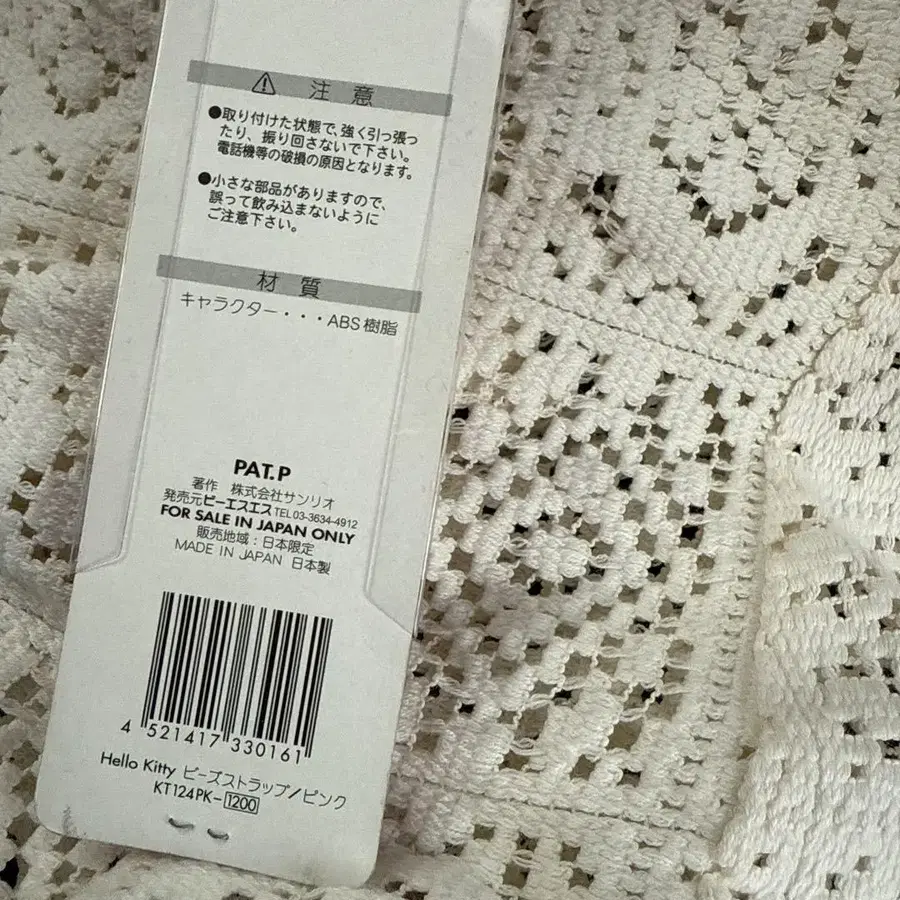 ⚠ 注意
●取り付けた状態で、強く引っ張っ
たり、振り回さないで下さい。
電話機等の破損の原因となります。
●小さな部品がありますので、
誤って飲み込まないように
ご注意下さい。
材質
キャラクター・・・ABS樹脂
PAT.P
著作 株式会社サンリオ
発売元ピーエスエス TEL03-3634-4912
FOR SALE IN JAPAN ONLY
販売地域：日本限定
MADE IN JAPAN 日本製
4 521417 330161
Hello Kitty ビーズストラップ/ピンク
KT124PK-1200